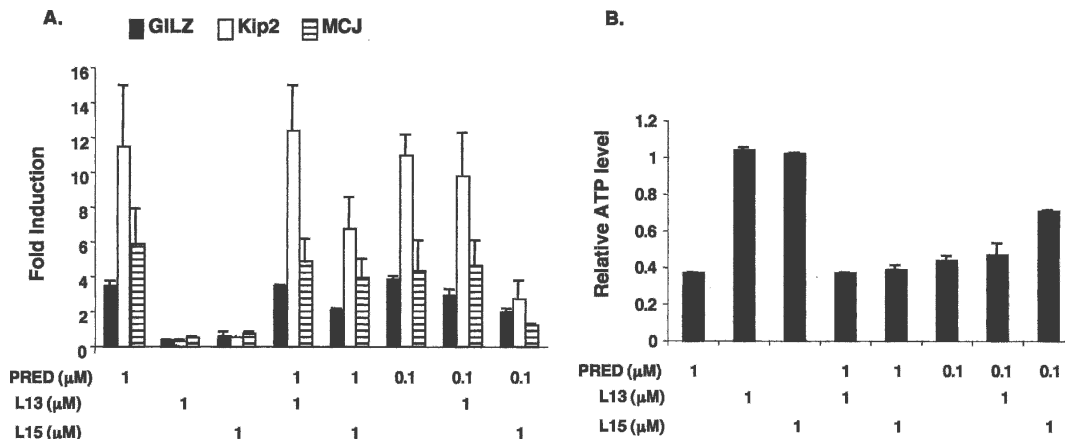 A.
GILZ Kip2 MCJ
Fold Induction
16
14
12
10
8
6
4
2
0
PRED (μM) 1 1 1 0.1 0.1 0.1
L13 (μM) 1 1 1
L15 (μM) 1 1 1
B.
Relative ATP level
1.2
1
0.8
0.6
0.4
0.2
0
PRED (μM) 1 1 1 0.1 0.1 0.1
L13 (μM) 1 1 1
L15 (μM) 1 1 1